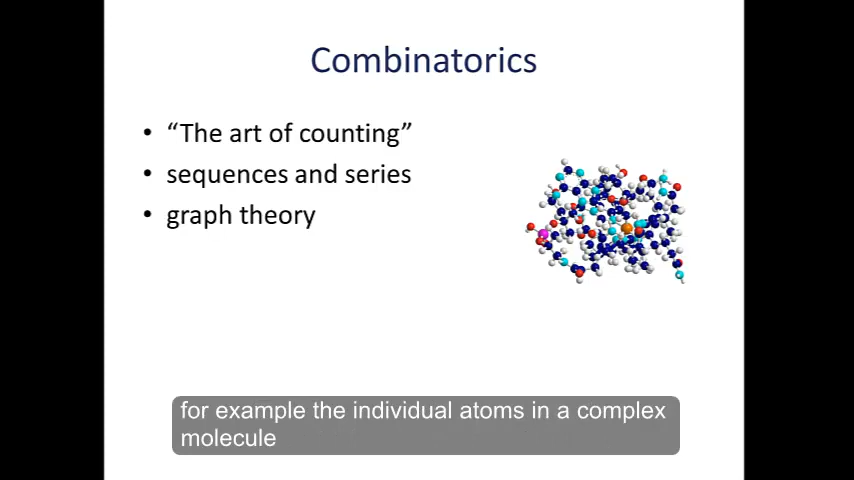 Combinatorics
• “The art of counting”
• sequences and series
• graph theory
for example the individual atoms in a complex
molecule